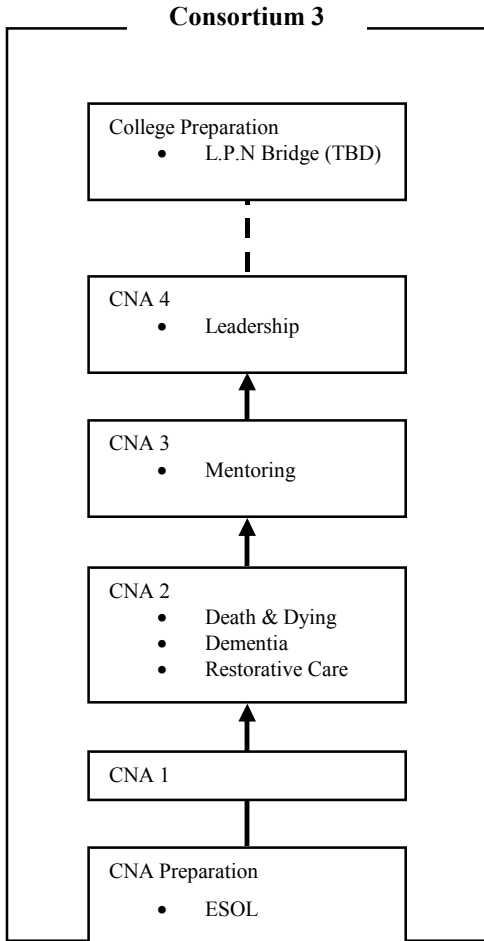 Consortium 3
College Preparation
• L.P.N Bridge (TBD)
CNA 4
• Leadership
CNA 3
• Mentoring
CNA 2
• Death & Dying
• Dementia
• Restorative Care
CNA 1
CNA Preparation
• ESOL